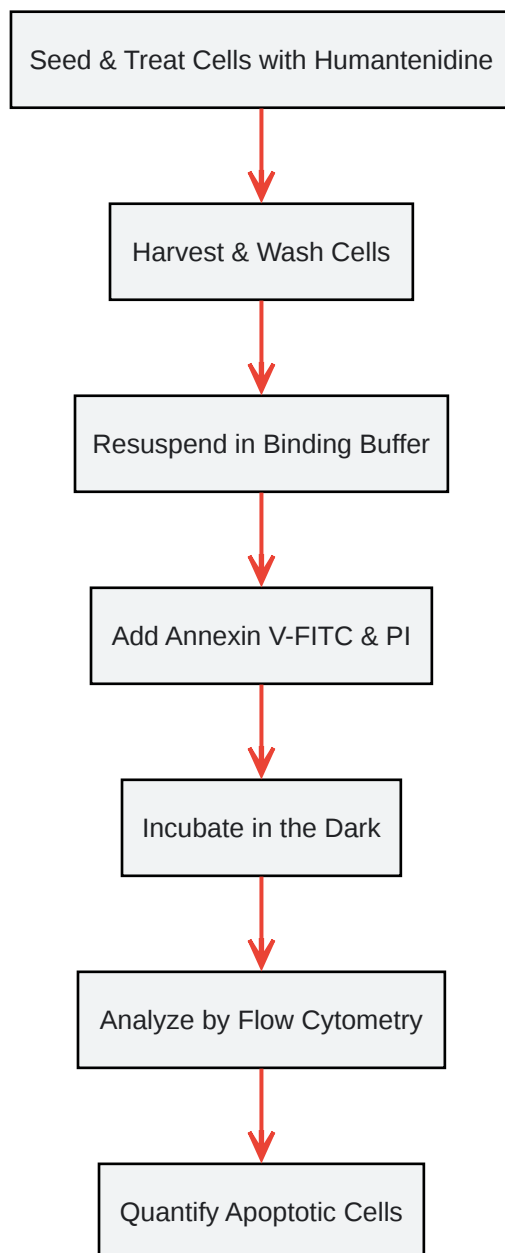 Seed & Treat Cells with Humantenidine
Harvest & Wash Cells
Resuspend in Binding Buffer
Add Annexin V-FITC & PI
Incubate in the Dark
Analyze by Flow Cytometry
Quantify Apoptotic Cells